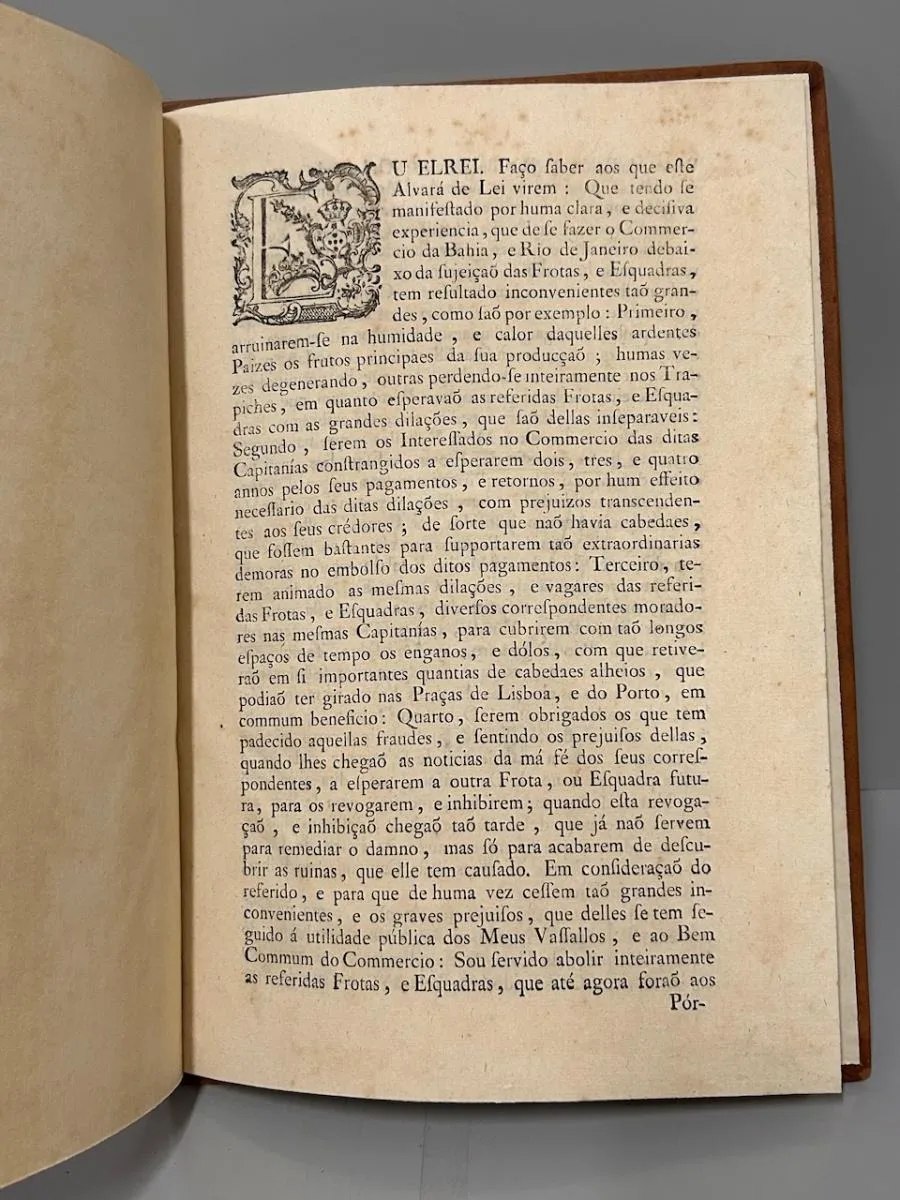 EU ELREI. Faço ſaber aos que eſte
Alvará de Lei virem : Que tendo ſe
manifeſtado por huma clara, e deciſiva
experiencia, que de ſe fazer o Commer-
cio da Bahia, e Rio de Janeiro debai-
xo da ſujeiçaõ das Frotas, e Eſquadras,
tem reſultado inconvenientes taõ gran-
des, como ſaõ por exemplo : Primeiro,
arruinarem-ſe na humidade, e calor daquelles ardentes
Paizes os frutos principaes da ſua producçaõ ; humas ve-
zes degenerando, outras perdendo-ſe inteiramente nos Tra-
piches, em quanto eſperavaõ as referidas Frotas, e Eſqua-
dras com as grandes dilações, que ſaõ dellas inſeparaveis :
Segundo, ſerem os Intereſſados no Commercio das ditas
Capitanías conſtrangidos a eſperarem dois, tres, e quatro
annos pelos ſeus pagamentos, e retornos, por hum effeito
neceſſario das ditas dilações, com prejuizos transcenden-
tes aos ſeus crédores ; de ſorte que naõ havia cabedaes,
que foſſem baſtantes para ſupportarem taõ extraordinarias
demoras no embolſo dos ditos pagamentos : Terceiro, te-
rem animado as meſmas dilações, e vagares das referi-
das Frotas, e Eſquadras, diverſos correſpondentes morado-
res nas meſmas Capitanías, para cubrirem com taõ longos
eſpaços de tempo os enganos, e dólos, com que retive-
raõ em ſi importantes quantias de cabedaes alheios, que
podiaõ ter girado nas Praças de Lisboa, e do Porto, em
commum beneficio : Quarto, ſerem obrigados os que tem
padecido aquellas fraudes, e ſentindo os prejuiſos dellas,
quando lhes chegaõ as noticias da má fé dos ſeus correſ-
pondentes, a eſperarem a outra Frota, ou Eſquadra futu-
ra, para os revogarem, e inhibirem ; quando eſta revoga-
çaõ, e inhibiçaõ chegaõ taõ tarde, que já naõ ſervem
para remediar o damno, mas ſó para acabarem de deſcu-
brir as ruinas, que elle tem cauſado. Em conſideraçaõ do
referido, e para que de huma vez ceſſem taõ grandes in-
convenientes, e os graves prejuiſos, que delles ſe tem ſe-
guido á utilidade pública dos Meus Vaſſallos, e ao Bem
Commum do Commercio : Sou ſervido abolir inteiramente
as referidas Frotas, e Eſquadras, que até agora foraõ aos
Pór-